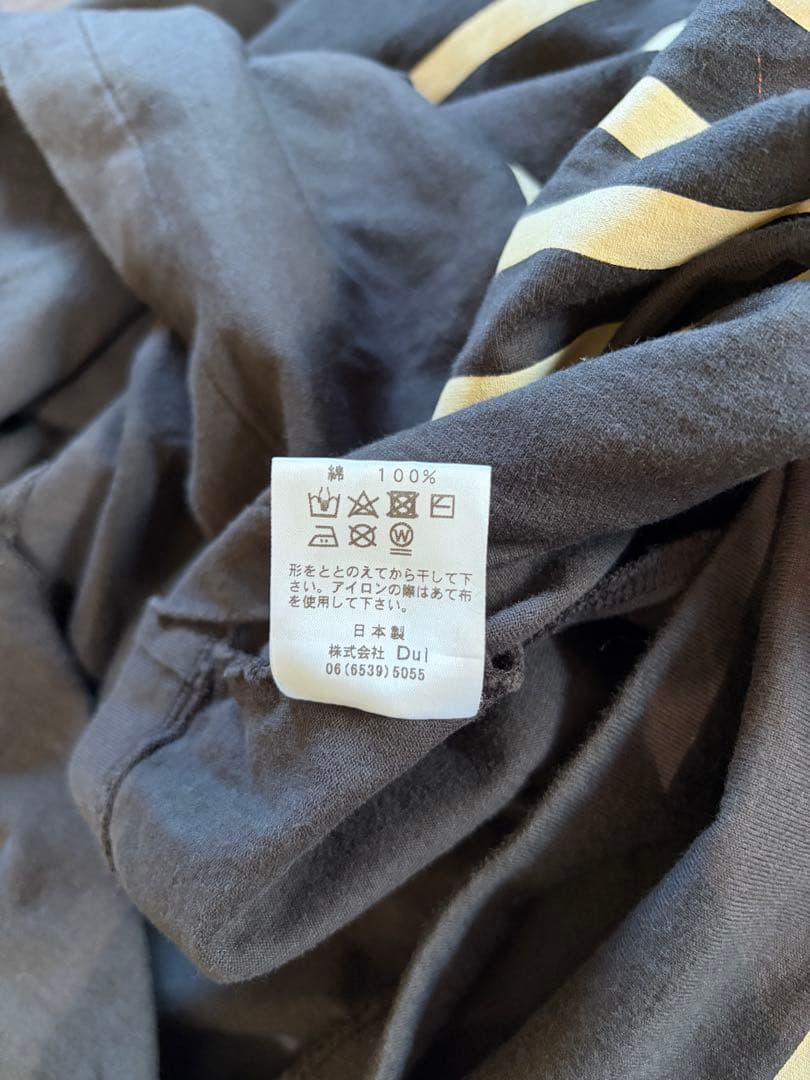 綿 100%
W
形をととのえてから干して下
さい。アイロンの際はあて布
を使用して下さい。
日本製
株式会社 Dul
06(6539)5055